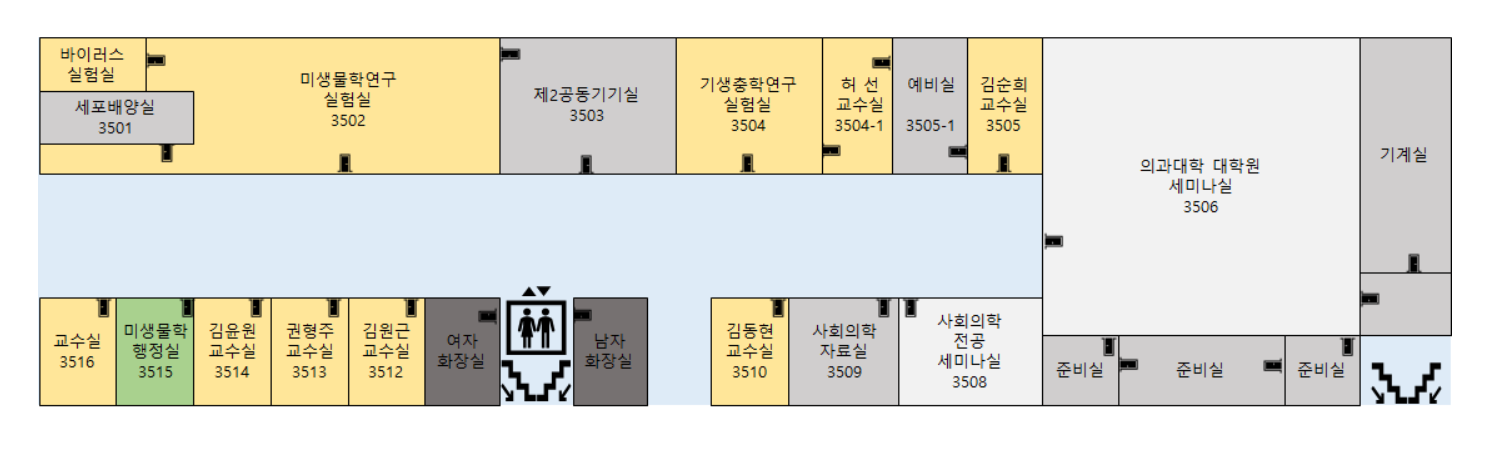 바이러스
실험실
세포배양실
3501
미생물학연구
실험실
3502
제2공동기기실
3503
기생충학연구
실험실
3504
허 선
교수실
3504-1
예비실
3505-1
김순희
교수실
3505
의과대학 대학원
세미나실
3506
기계실
교수실
3516
미생물학
행정실
3515
김윤원
교수실
3514
권형주
교수실
3513
김원근
교수실
3512
여자
화장실
남자
화장실
김동현
교수실
3510
사회의학
자료실
3509
사회의학
전공
세미나실
3508
준비실
준비실
준비실